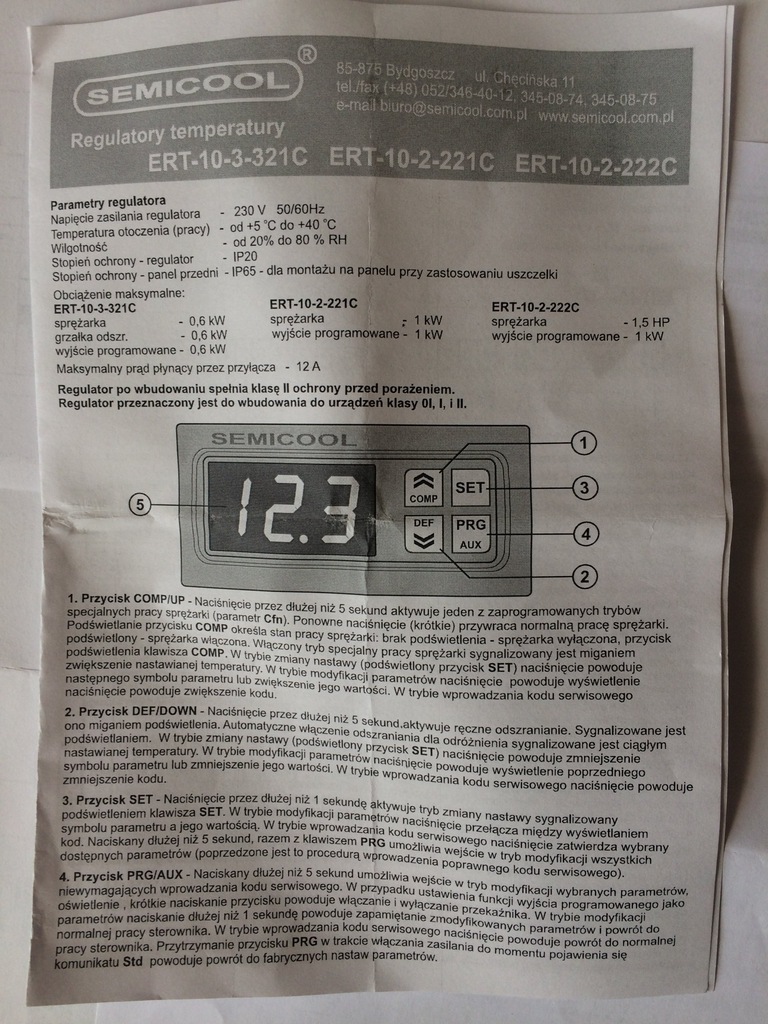 SEMICOOL ®
85-875 Bydgoszcz ul. Chęcińska 11
tel./fax (+48) 052/346-40-12, 345-08-74, 345-08-75
e-mail biuro@semicool.com.pl www.semicool.com.pl
Regulatory temperatury
ERT-10-3-321C ERT-10-2-221C ERT-10-2-222C
Parametry regulatora
Napięcie zasilania regulatora - 230 V 50/60Hz
Temperatura otoczenia (pracy) - od +5 °C do +40 °C
Wilgotność - od 20% do 80 % RH
Stopień ochrony - regulator - IP20
Stopień ochrony - panel przedni - IP65 - dla montażu na panelu przy zastosowaniu uszczelki
Obciążenie maksymalne:
ERT-10-3-321C ERT-10-2-221C ERT-10-2-222C
sprężarka - 0,6 kW sprężarka - 1 kW sprężarka - 1,5 HP
grzałka odszr. - 0,6 kW wyjście programowane - 1 kW wyjście programowane - 1 kW
wyjście programowane - 0,6 kW
Maksymalny prąd płynący przez przyłącza - 12 A
Regulator po wbudowaniu spełnia klasę II ochrony przed porażeniem.
Regulator przeznaczony jest do wbudowania do urządzeń klasy 0I, I, i II.
SEMICOOL
12.3
COMP
SET
DEF
PRG
AUX
1
3
5
4
2
1. Przycisk COMP/UP - Naciśnięcie przez dłużej niż 5 sekund aktywuje jeden z zaprogramowanych trybów
specjalnych pracy sprężarki (parametr Cfn). Ponowne naciśnięcie (krótkie) przywraca normalną pracę sprężarki.
Podświetlanie przycisku COMP określa stan pracy sprężarki: brak podświetlenia - sprężarka wyłączona, przycisk
podświetlony - sprężarka włączona. Włączony tryb specjalny pracy sprężarki sygnalizowany jest miganiem
podświetlenia klawisza COMP. W trybie zmiany nastawy (podświetlony przycisk SET) naciśnięcie powoduje
zwiększenie nastawianej temperatury. W trybie modyfikacji parametrów naciśnięcie powoduje wyświetlenie
następnego symbolu parametru lub zwiększenie jego wartości. W trybie wprowadzania kodu serwisowego
naciśnięcie powoduje zwiększenie kodu.
2. Przycisk DEF/DOWN - Naciśnięcie przez dłużej niż 5 sekund.aktywuje ręczne odszranianie. Sygnalizowane jest
ono miganiem podświetlenia. Automatyczne włączenie odszraniania dla odróżnienia sygnalizowane jest ciągłym
podświetlaniem. W trybie zmiany nastawy (podświetlony przycisk SET) naciśnięcie powoduje zmniejszenie
nastawianej temperatury. W trybie modyfikacji parametrów naciśnięcie powoduje wyświetlenie poprzedniego
symbolu parametru lub zmniejszenie jego wartości. W trybie wprowadzania kodu serwisowego naciśnięcie powoduje
zmniejszenie kodu.
3. Przycisk SET - Naciśnięcie przez dłużej niż 1 sekundę aktywuje tryb zmiany nastawy sygnalizowany
podświetleniem klawisza SET. W trybie modyfikacji parametrów naciśnięcie przełącza między wyświetlaniem
symbolu parametru a jego wartością. W trybie wprowadzania kodu serwisowego naciśnięcie zatwierdza wybrany
kod. Naciskany dłużej niż 5 sekund, razem z klawiszem PRG umożliwia wejście w tryb modyfikacji wszystkich
dostępnych parametrów (poprzedzone jest to procedurą wprowadzenia poprawnego kodu serwisowego).
4. Przycisk PRG/AUX - Naciskany dłużej niż 5 sekund umożliwia wejście w tryb modyfikacji wybranych parametrów,
niewymagających wprowadzania kodu serwisowego. W przypadku ustawienia funkcji wyjścia programowanego jako
oświetlenie , krótkie naciskanie przycisku powoduje włączanie i wyłączanie przekaźnika. W trybie modyfikacji
parametrów naciskanie dłużej niż 1 sekundę powoduje zapamiętanie zmodyfikowanych parametrów i powrót do
normalnej pracy sterownika. W trybie wprowadzania kodu serwisowego naciśnięcie powoduje powrót do normalnej
pracy sterownika. Przytrzymanie przycisku PRG w trakcie włączania zasilania do momentu pojawienia się
komunikatu Std powoduje powrót do fabrycznych nastaw parametrów.